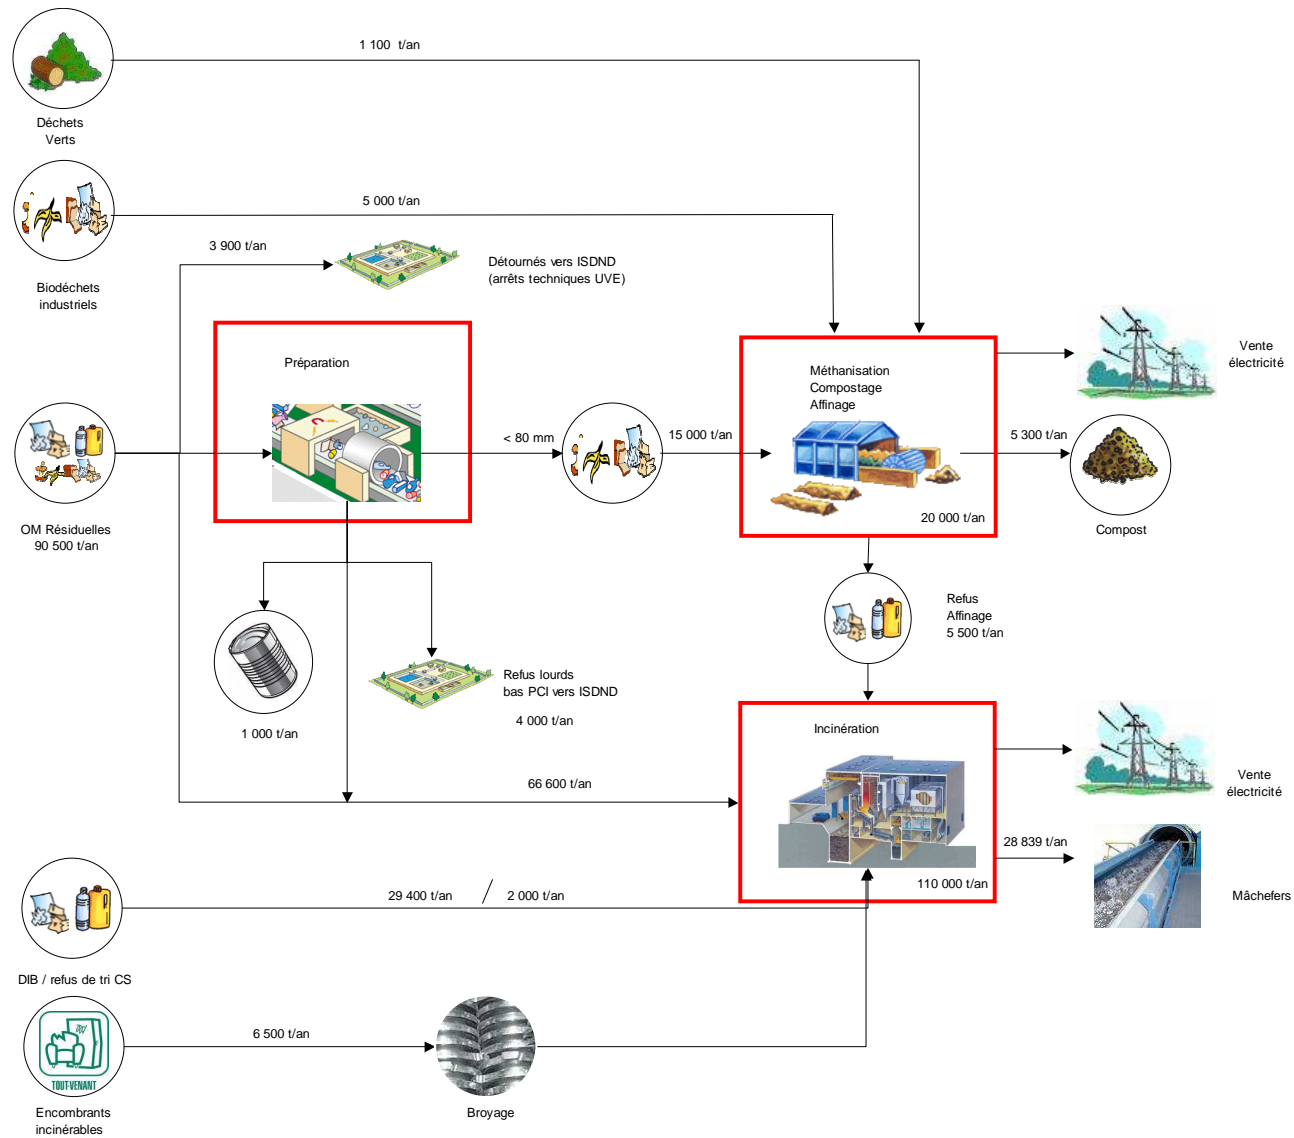 1 100 t/an
Déchets
Verts
5 000 t/an
3 900 t/an
Biodéchets
industriels
Détournés vers ISDND
(arrêts techniques UVE)
Préparation
Méthanisation
Compostage
Affinage
20 000 t/an
Vente
électricité
OM Résiduelles
90 500 t/an
< 80 mm
15 000 t/an
5 300 t/an
Compost
Refus
Affinage
5 500 t/an
1 000 t/an
Refus lourds
bas PCI vers ISDND
4 000 t/an
66 600 t/an
Incinération
110 000 t/an
Vente
électricité
28 839 t/an
Mâchefers
29 400 t/an / 2 000 t/an
DIB / refus de tri CS
6 500 t/an
TOUT-VENANT
Encombrants
incinérables
Broyage